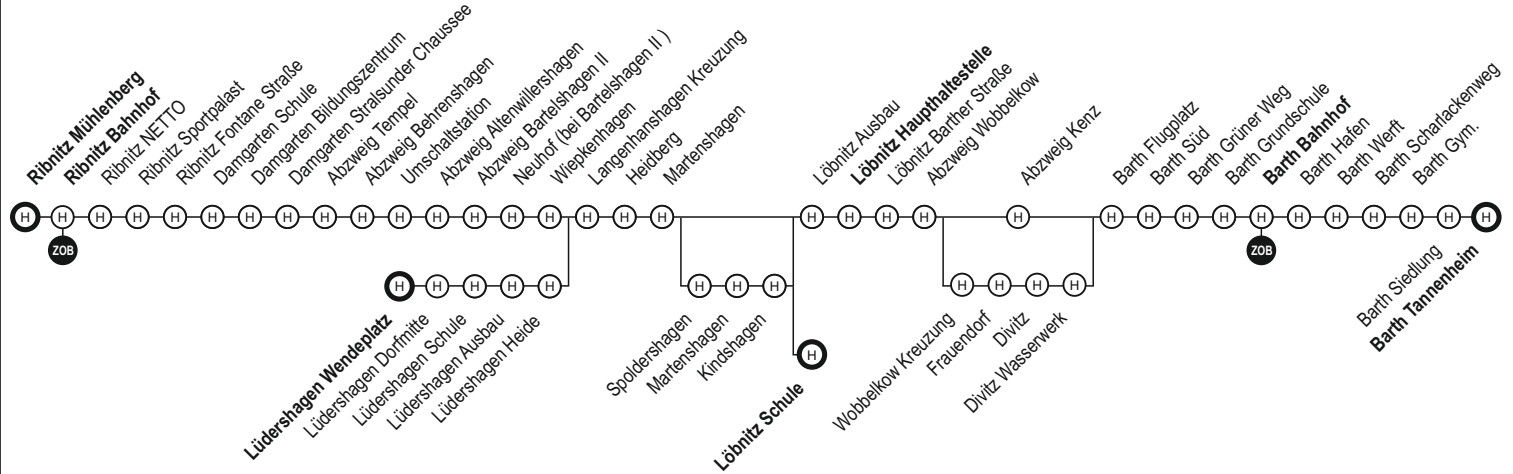 Ribnitz Mühlenberg
Ribnitz Bahnhof
Ribnitz NETTO
Ribnitz Sportpalast
Ribnitz Fontane Straße
Damgarten Schule
Damgarten Bildungszentrum
Damgarten Stralsunder Chaussee
Abzweig Tempel
Abzweig Behrenshagen
Umschaltstation
Abzweig Altenwillershagen
Abzweig Bartelshagen II
Neuhof (bei Bartelshagen II )
Wiepkenhagen
Langenhanshagen Kreuzung
Heidberg
Martenshagen
Löbnitz Ausbau
Löbnitz Haupthaltestelle
Löbnitz Barther Straße
Abzweig Wobbelkow
Abzweig Kenz
Barth Flugplatz
Barth Süd
Barth Grüner Weg
Barth Grundschule
Barth Bahnhof
Barth Hafen
Barth Werft
Barth Scharlackenweg
Barth Gym.
H H H H H H H H H H H H H H H H H H H H H H H H H H H H H H H H H H
ZOB ZOB
H H H H H H H H H H H H
Barth Siedlung
Barth Tannenheim
Lüdershagen Wendeplatz
Lüdershagen Dorfmitte
Lüdershagen Schule
Lüdershagen Ausbau
Lüdershagen Heide
Spoldershagen
Martenshagen
Kindshagen
H
Löbnitz Schule
Wobbelkow Kreuzung
Frauendorf
Divitz
Divitz Wasserwerk